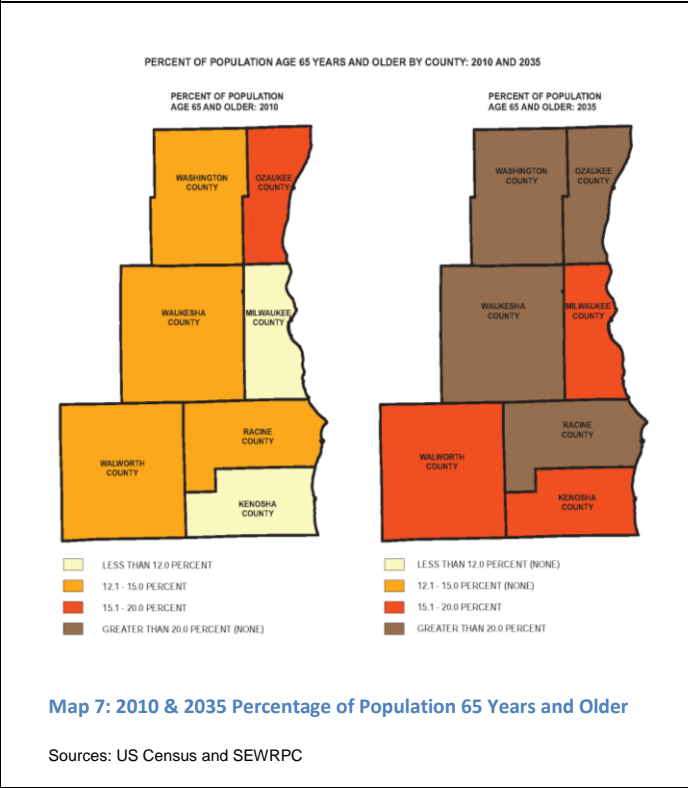 PERCENT OF POPULATION AGE 65 YEARS AND OLDER BY COUNTY: 2010 AND 2035
PERCENT OF POPULATION
AGE 65 AND OLDER: 2010
WASHINGTON
COUNTY
OZAUKEE
COUNTY
WAUKESHA
COUNTY
MILWAUKEE
COUNTY
RACINE
COUNTY
WALWORTH
COUNTY
KENOSHA
COUNTY
LESS THAN 12.0 PERCENT
12.1 - 15.0 PERCENT
15.1 - 20.0 PERCENT
GREATER THAN 20.0 PERCENT (NONE)
PERCENT OF POPULATION
AGE 65 AND OLDER: 2035
WASHINGTON
COUNTY
OZAUKEE
COUNTY
WAUKESHA
COUNTY
MILWAUKEE
COUNTY
RACINE
COUNTY
WALWORTH
COUNTY
KENOSHA
COUNTY
LESS THAN 12.0 PERCENT (NONE)
12.1 - 15.0 PERCENT (NONE)
15.1 - 20.0 PERCENT
GREATER THAN 20.0 PERCENT
Map 7: 2010 & 2035 Percentage of Population 65 Years and Older
Sources: US Census and SEWRPC